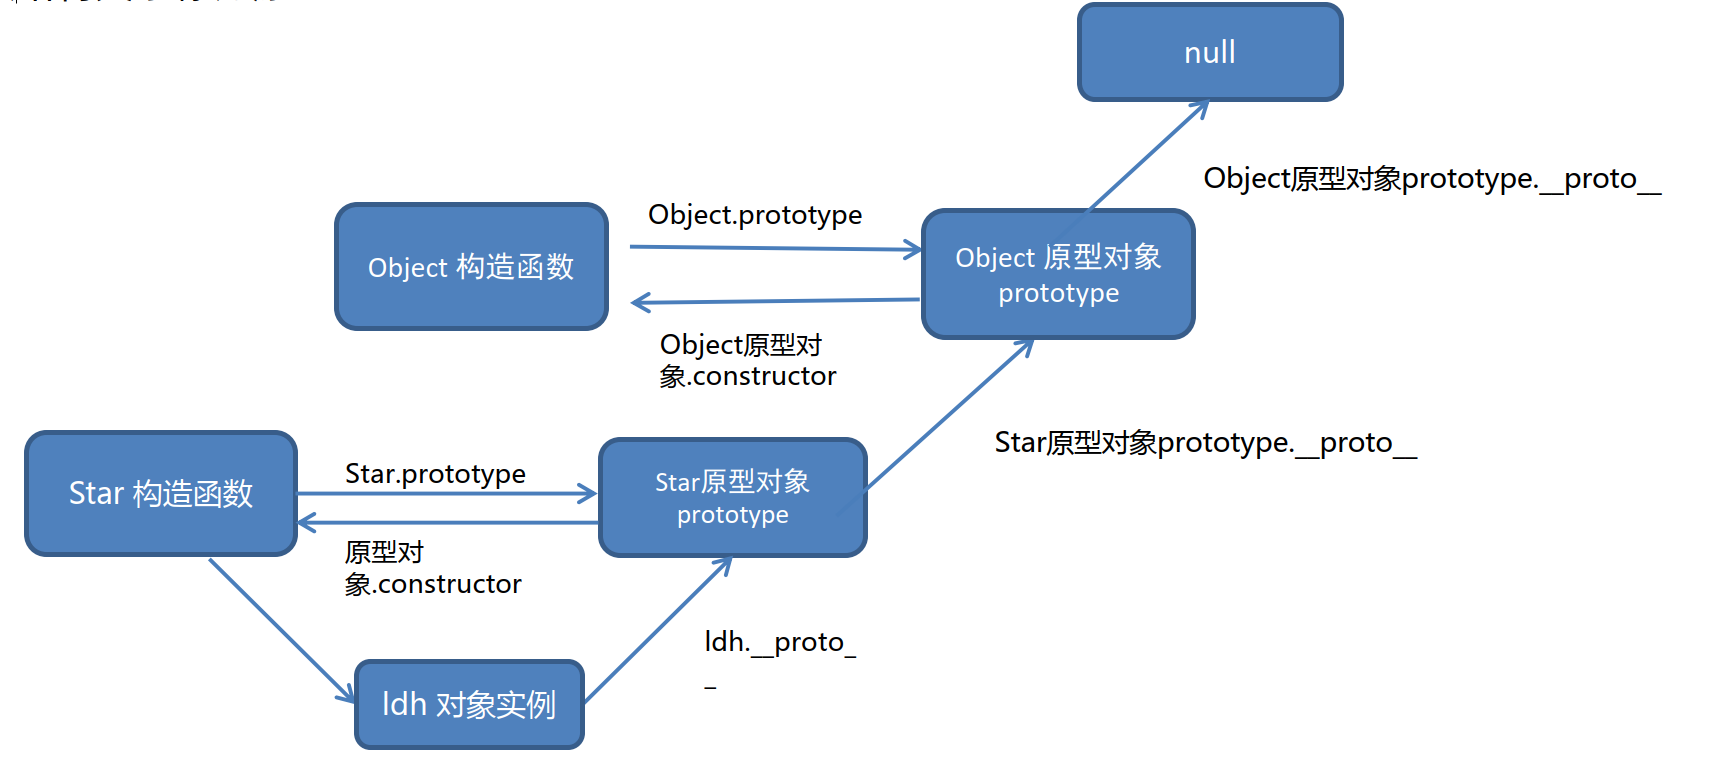 null
Object原型对象prototype.__proto__
Object.prototype
Object 构造函数
Object 原型对象
prototype
Object原型对
象.constructor
Star原型对象prototype.__proto__
Star.prototype
Star 构造函数
Star原型对象
prototype
原型对
象.constructor
ldh.__proto_
_
ldh 对象实例